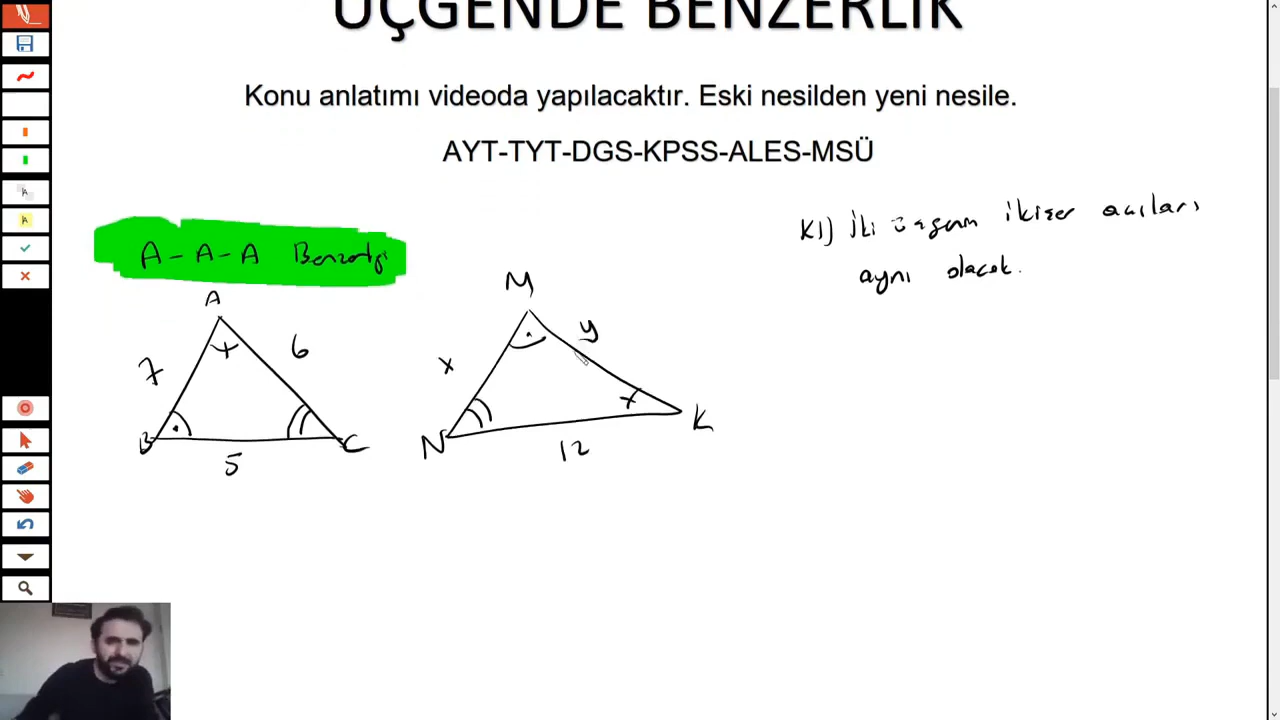 ÜÇGENDE BENZERLİK
Konu anlatımı videoda yapılacaktır. Eski nesilden yeni nesile.
AYT-TYT-DGS-KPSS-ALES-MSÜ
K1) İki üçgenin ikişer açıları
aynı olacak.
A-A-A Benzerliği
A
7
6
B
5
C
M
x
y
N
12
K